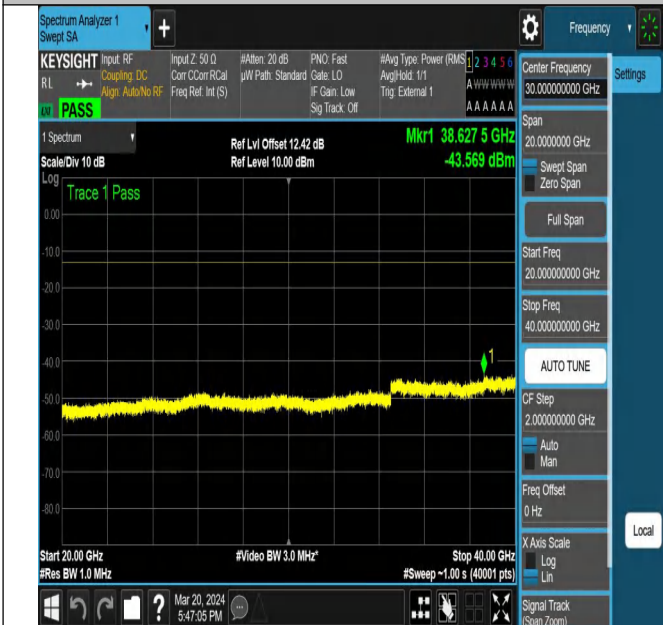 Spectrum Analyzer 1
Swept SA
+
Frequency
KEYSIGHT
RL
PASS
Input: RF
Coupling: DC
Align: Auto/No RF
Input Z: 50 Ω
Corr CCorr RCal
Freq Ref: Int (S)
#Atten: 20 dB
µW Path: Standard
PNO: Fast
Gate: LO
IF Gain: Low
Sig Track: Off
#Avg Type: Power (RMS
Avg|Hold: 1/1
Trig: External 1
1 2 3 4 5 6
A W W W W W
A A A A A A
1 Spectrum
Scale/Div 10 dB
Ref Lvl Offset 12.42 dB
Ref Level 10.00 dBm
Mkr1 38.627 5 GHz
-43.569 dBm
Log
Trace 1 Pass
0.00
-10.0
-20.0
-30.0
-40.0
-50.0
-60.0
-70.0
-80.0
1
Start 20.00 GHz
#Res BW 1.0 MHz
#Video BW 3.0 MHz*
Stop 40.00 GHz
#Sweep ~1.00 s (40001 pts)
Mar 20, 2024
5:47:05 PM
Center Frequency
30.000000000 GHz
Settings
Span
20.0000000 GHz
Swept Span
Zero Span
Full Span
Start Freq
20.000000000 GHz
Stop Freq
40.000000000 GHz
AUTO TUNE
CF Step
2.000000000 GHz
Auto
Man
Freq Offset
0 Hz
X Axis Scale
Log
Lin
Local
Signal Track
(Span Zoom)